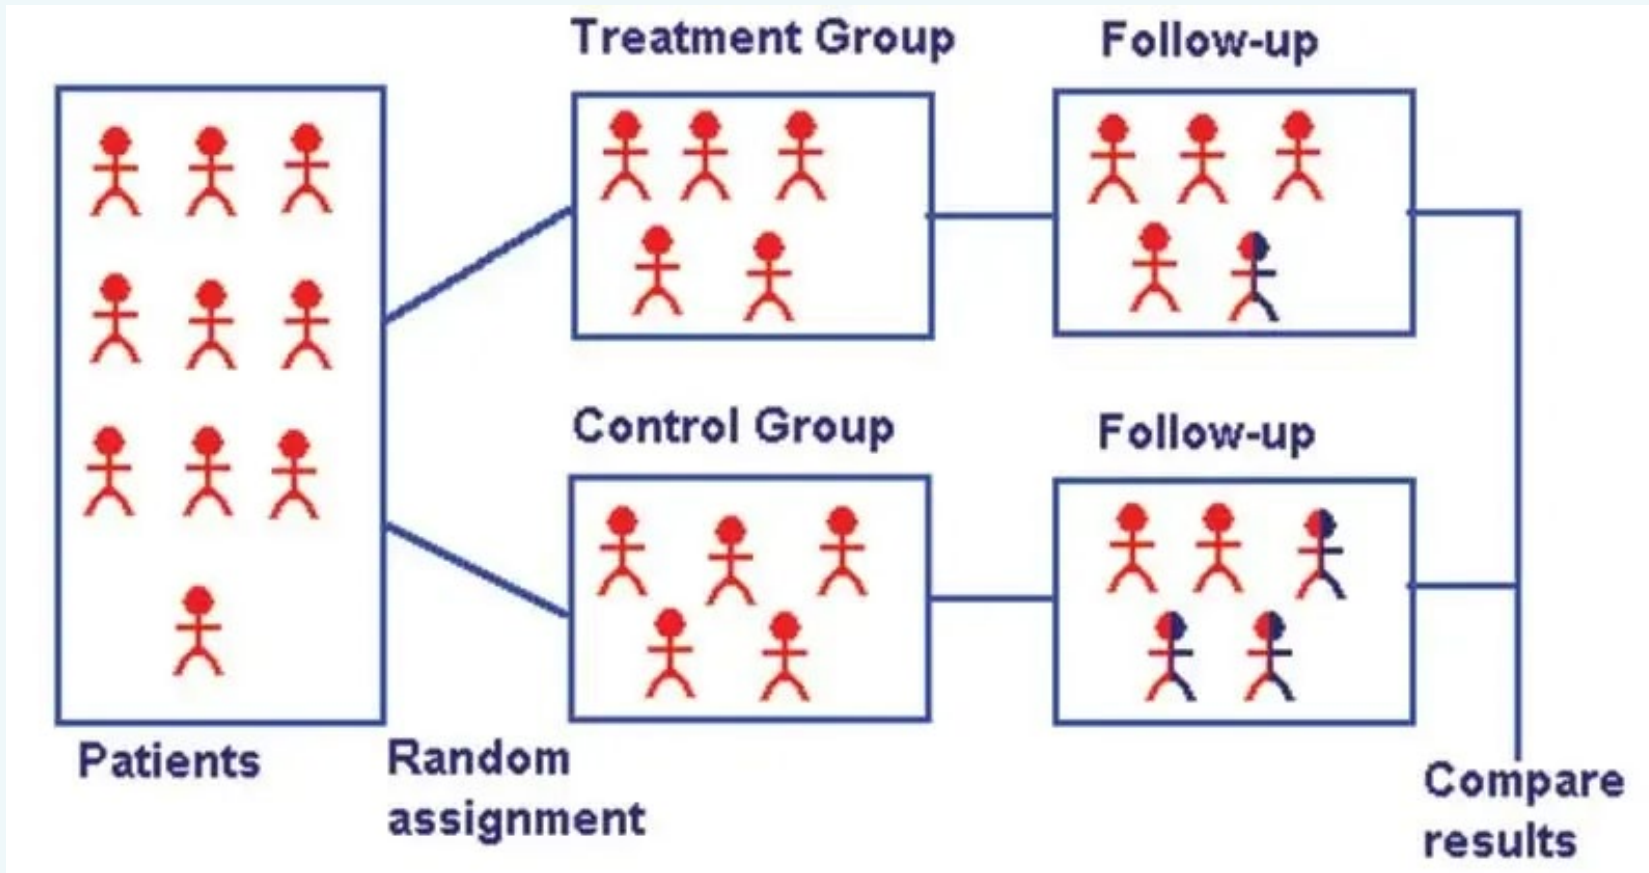 Treatment Group
Follow-up
Control Group
Follow-up
Patients
Random
assignment
Compare
results